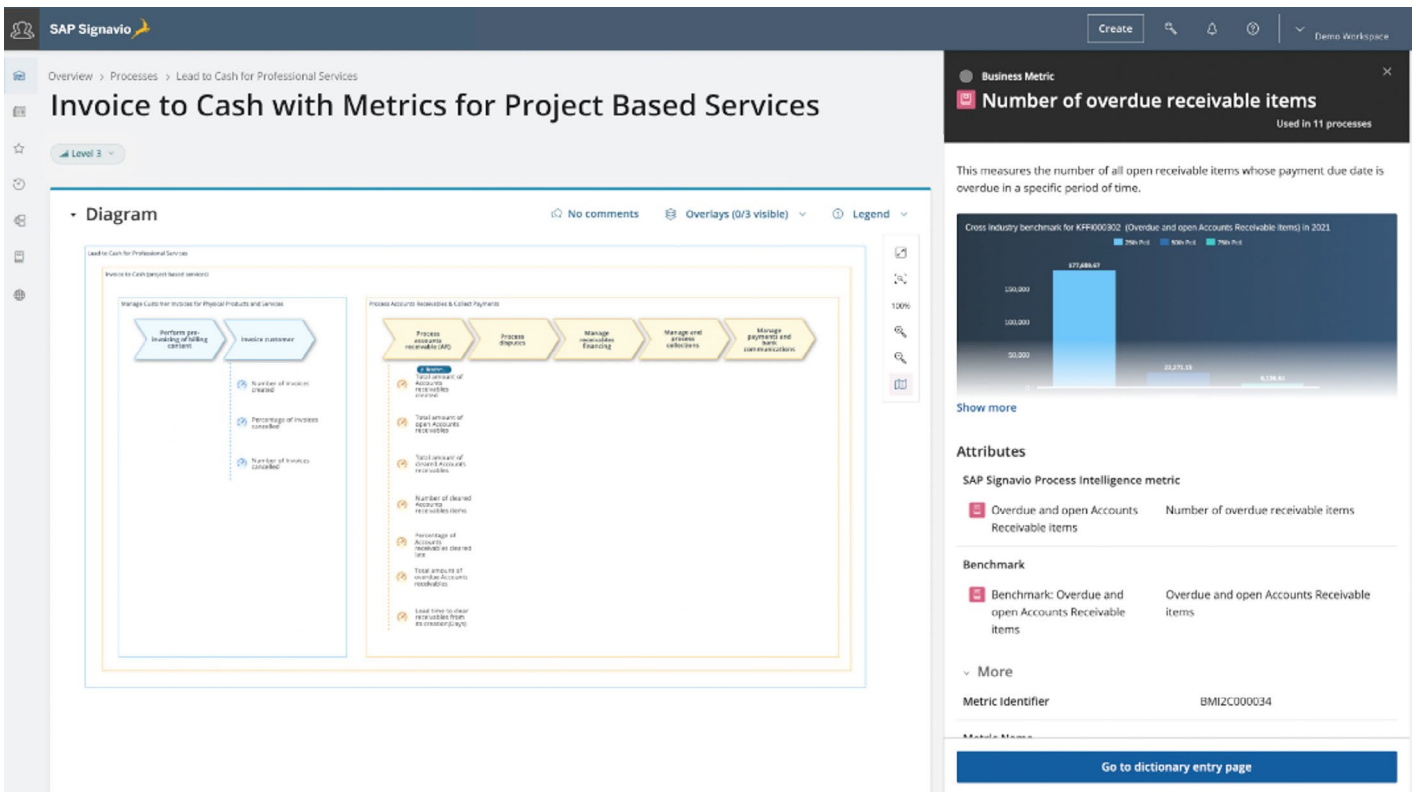 SAP Signavio
Create
Demo Workspace
Overview > Processes > Lead to Cash for Professional Services
Invoice to Cash with Metrics for Project Based Services
Level 3
Diagram
No comments
Overlays (0/3 visible)
Legend
100%
Lead to Cash for Professional Services
Invoice to Cash (project based services)
Manage Customer Invoices for Physical Products and Services
Perform pre-
invoicing of billing
content
Invoice customer
Number of invoices
created
Percentage of invoices
cancelled
Number of invoices
cancelled
Process Accounts Receivables & Collect Payments
Process
accounts
receivable (AR)
Process
disputes
Manage
receivables
financing
Manage and
process
collections
Manage
payments and
bank
communications
Total amount of
Accounts
receivables
created
Total amount of
open Accounts
receivables
Total amount of
cleared Accounts
receivables
Number of cleared
Accounts
receivables items
Percentage of
Accounts
receivables cleared
late
Total amount of
overdue Accounts
receivables
Lead time to clear
receivables from
its creation(Days)
Business Metric
Number of overdue receivable items
Used in 11 processes
This measures the number of all open receivable items whose payment due date is
overdue in a specific period of time.
Cross Industry benchmark for KFFI000302 (Overdue and open Accounts Receivable items) in 2021
25th Pctl 50th Pctl 75th Pctl
150,000
100,000
50,000
0
Show more
Attributes
SAP Signavio Process Intelligence metric
Overdue and open Accounts
Receivable items
Number of overdue receivable items
Benchmark
Benchmark: Overdue and
open Accounts Receivable
items
Overdue and open Accounts Receivable
items
More
Metric Identifier
BMI2C000034
Metric Name
Go to dictionary entry page